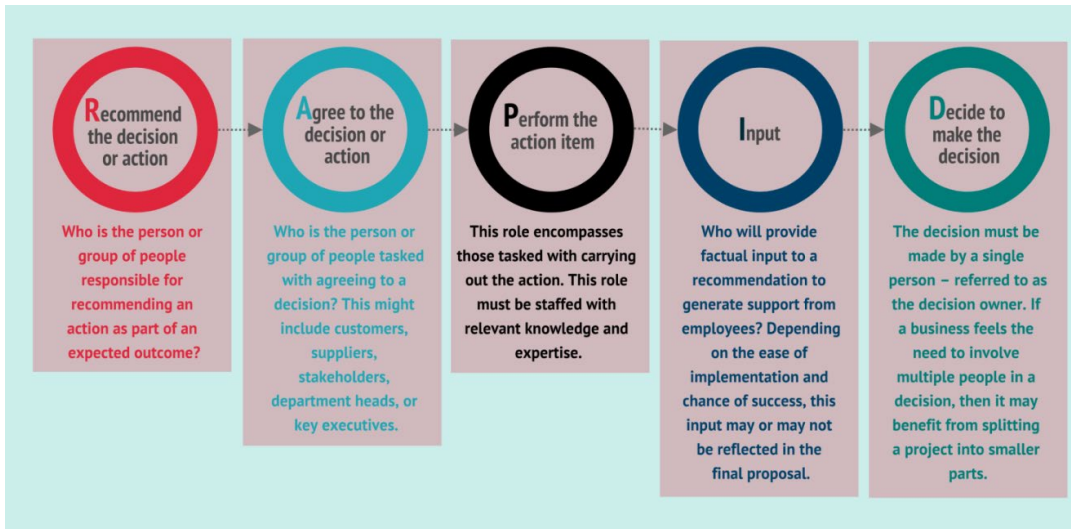 Recommend
the decision
or action
Who is the person or
group of people
responsible for
recommending an
action as part of an
expected outcome?
Agree to the
decision or
action
Who is the person or
group of people tasked
with agreeing to a
decision? This might
include customers,
suppliers,
stakeholders,
department heads, or
key executives.
Perform the
action item
This role encompasses
those tasked with carrying
out the action. This role
must be staffed with
relevant knowledge and
expertise.
Input
Who will provide
factual input to a
recommendation to
generate support from
employees? Depending
on the ease of
implementation and
chance of success, this
input may or may not
be reflected in the
final proposal.
Decide to
make the
decision
The decision must be
made by a single
person – referred to as
the decision owner. If
a business feels the
need to involve
multiple people in a
decision, then it may
benefit from splitting
a project into smaller
parts.